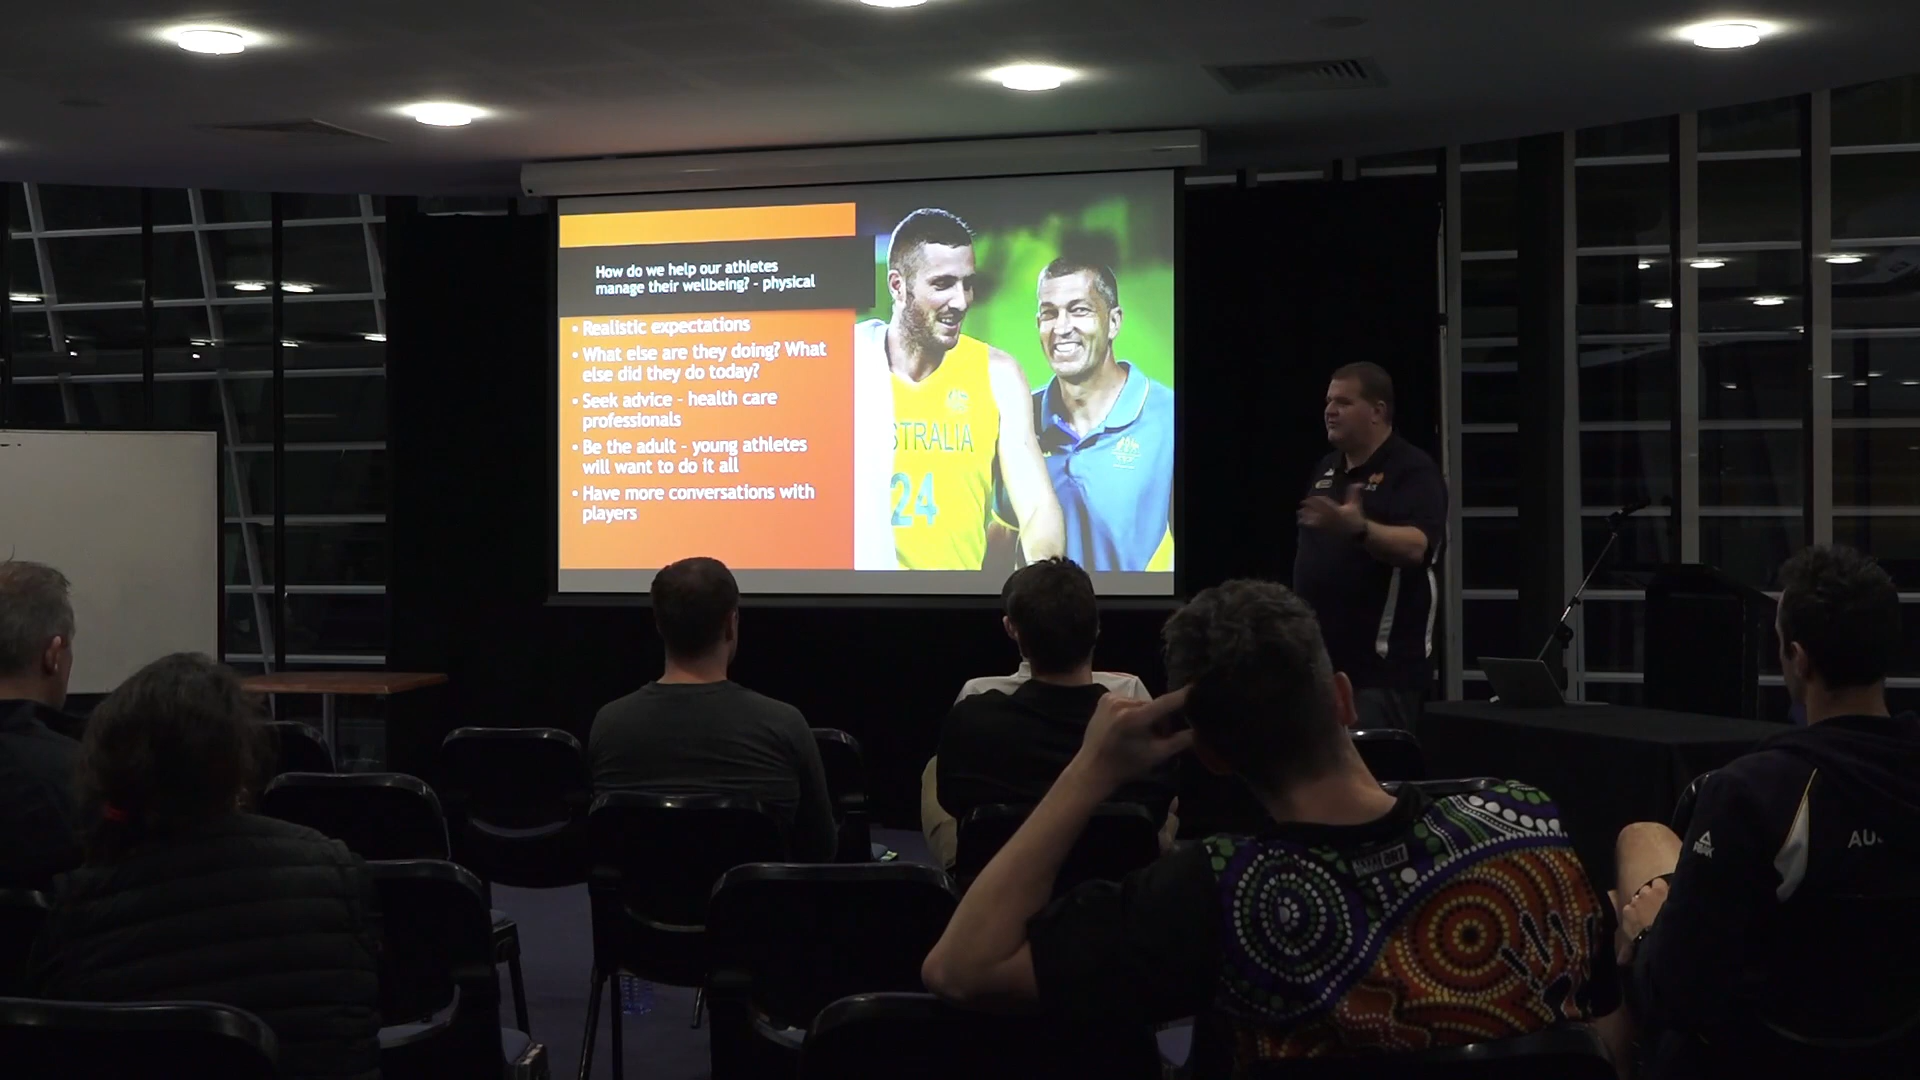 How do we help our athletes
manage their wellbeing? - physical
• Realistic expectations
• What else are they doing? What
else did they do today?
• Seek advice - health care
professionals
• Be the adult - young athletes
will want to do it all
• Have more conversations with
players
STRALIA
24
PEAK
AU